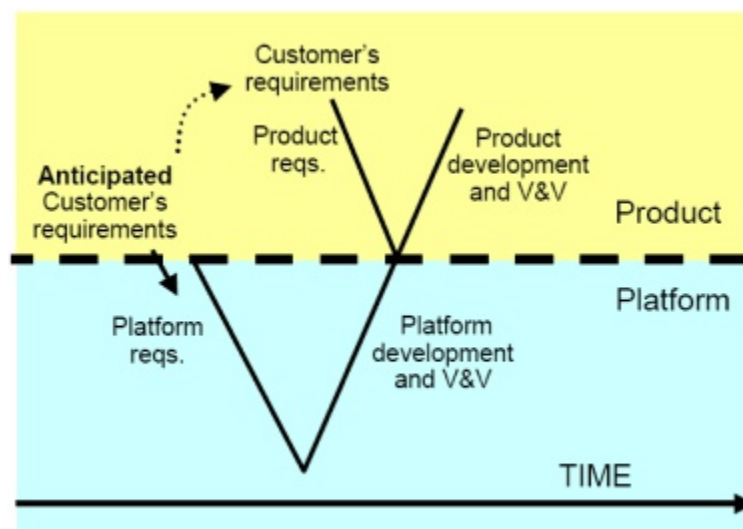 Customer's
requirements
Product
reqs.
Product
development
and V&V
Anticipated
Customer's
requirements
Product
Platform
Platform
reqs.
Platform
development
and V&V
TIME